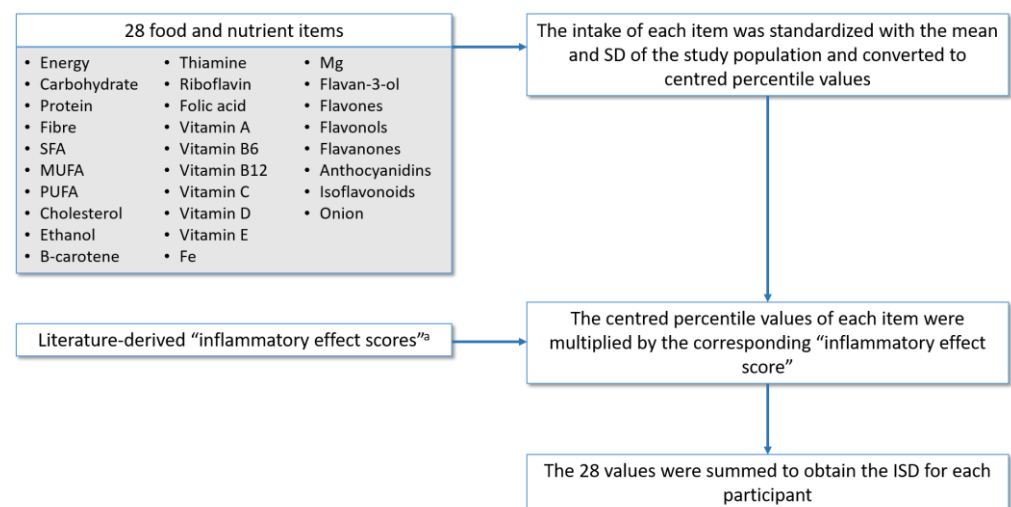 28 food and nutrient items
• Energy
• Carbohydrate
• Protein
• Fibre
• SFA
• MUFA
• PUFA
• Cholesterol
• Ethanol
• B-carotene
• Thiamine
• Riboflavin
• Folic acid
• Vitamin A
• Vitamin B6
• Vitamin B12
• Vitamin C
• Vitamin D
• Vitamin E
• Fe
• Mg
• Flavan-3-ol
• Flavones
• Flavonols
• Flavanones
• Anthocyanidins
• Isoflavonoids
• Onion
The intake of each item was standardized with the mean
and SD of the study population and converted to
centred percentile values
Literature-derived “inflammatory effect scores”ᵃ
The centred percentile values of each item were
multiplied by the corresponding “inflammatory effect
score”
The 28 values were summed to obtain the ISD for each
participant